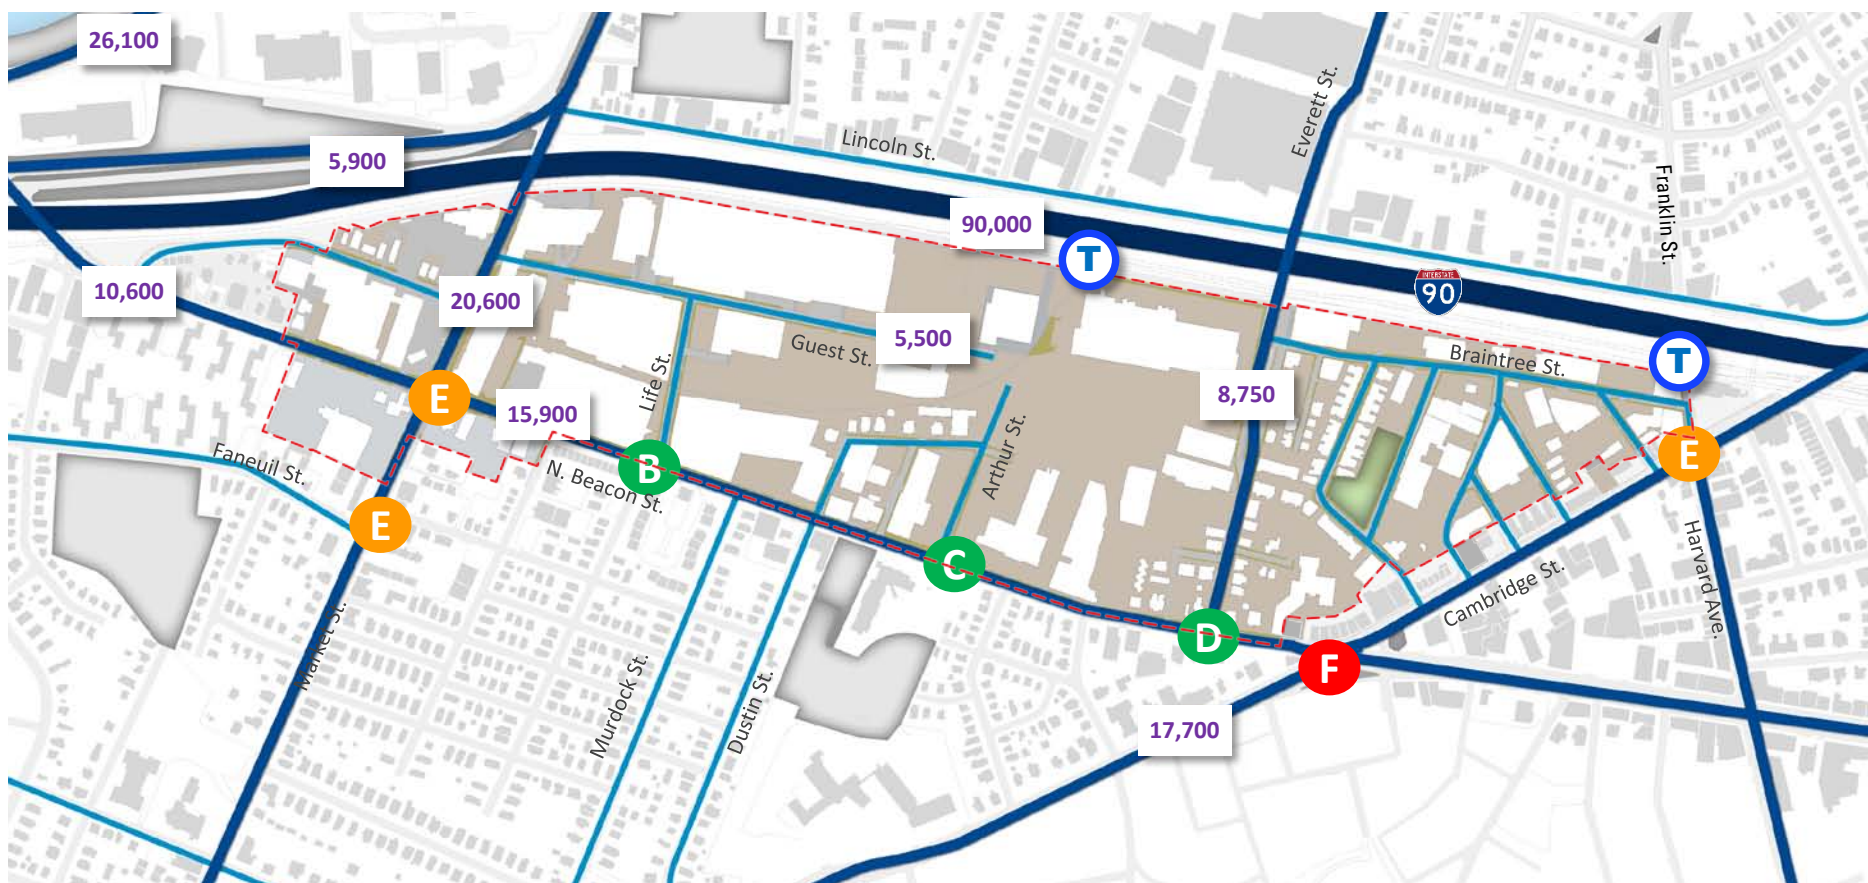 26,100
5,900
Lincoln St.
Everett St.
Franklin St.
90,000
T
INTERSTATE
90
10,600
20,600
Guest St.
5,500
Braintree St.
T
Life St.
8,750
E
15,900
Arthur St.
Faneuil St.
B
N. Beacon St.
E
E
C
Harvard Ave.
Cambridge St.
Market St.
D
F
Murdock St.
Dustin St.
17,700